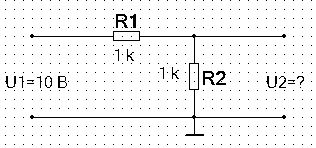 R1
1 k
1 k R2
U1=10 В U2=?